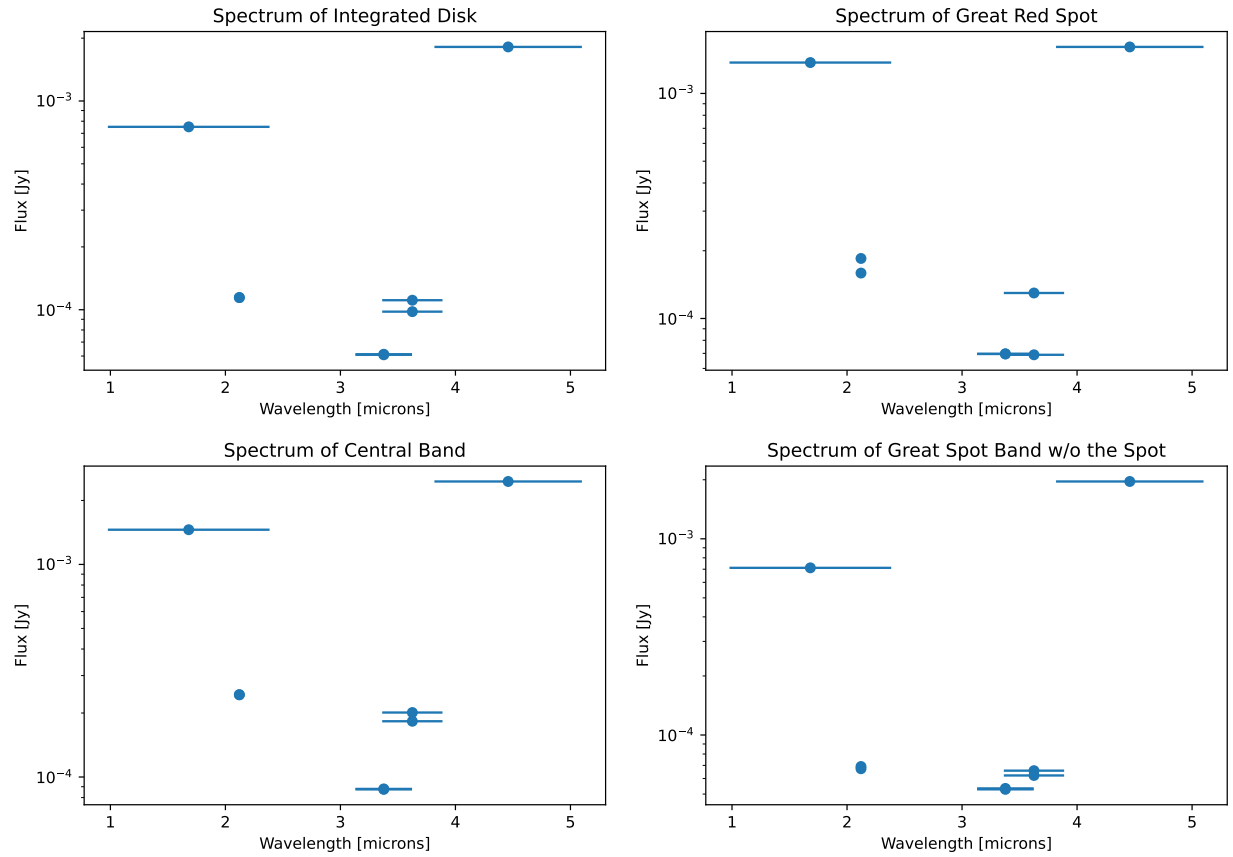 Spectrum of Integrated Disk
Flux [Jy]
10⁻³
10⁻⁴
1 2 3 4 5
Wavelength [microns]
Spectrum of Great Red Spot
Flux [Jy]
10⁻³
10⁻⁴
1 2 3 4 5
Wavelength [microns]
Spectrum of Central Band
Flux [Jy]
10⁻³
10⁻⁴
1 2 3 4 5
Wavelength [microns]
Spectrum of Great Spot Band w/o the Spot
Flux [Jy]
10⁻³
10⁻⁴
1 2 3 4 5
Wavelength [microns]